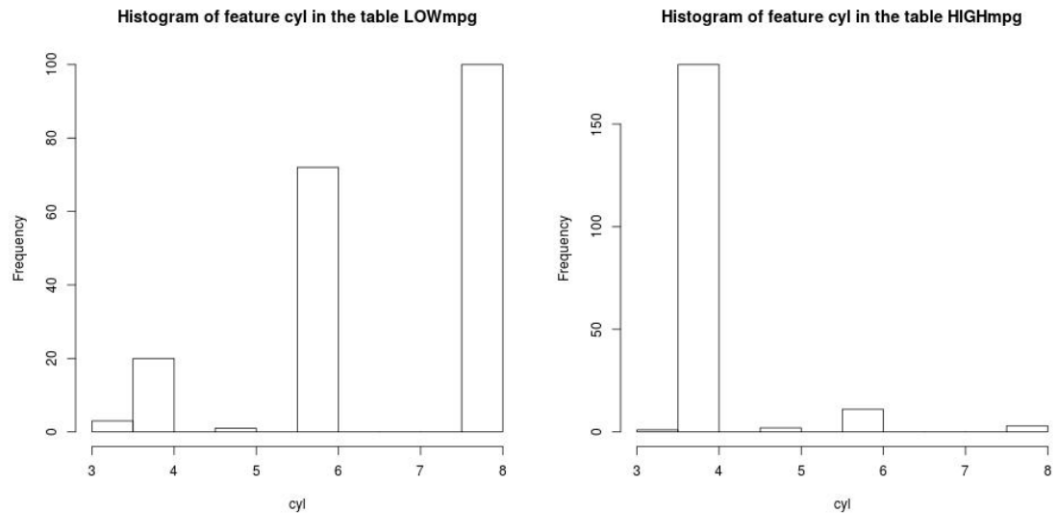 Histogram of feature cyl in the table LOWmpg
Frequency
0 20 40 60 80 100
3 4 5 6 7 8
cyl
Histogram of feature cyl in the table HIGHmpg
Frequency
0 50 100 150
3 4 5 6 7 8
cyl